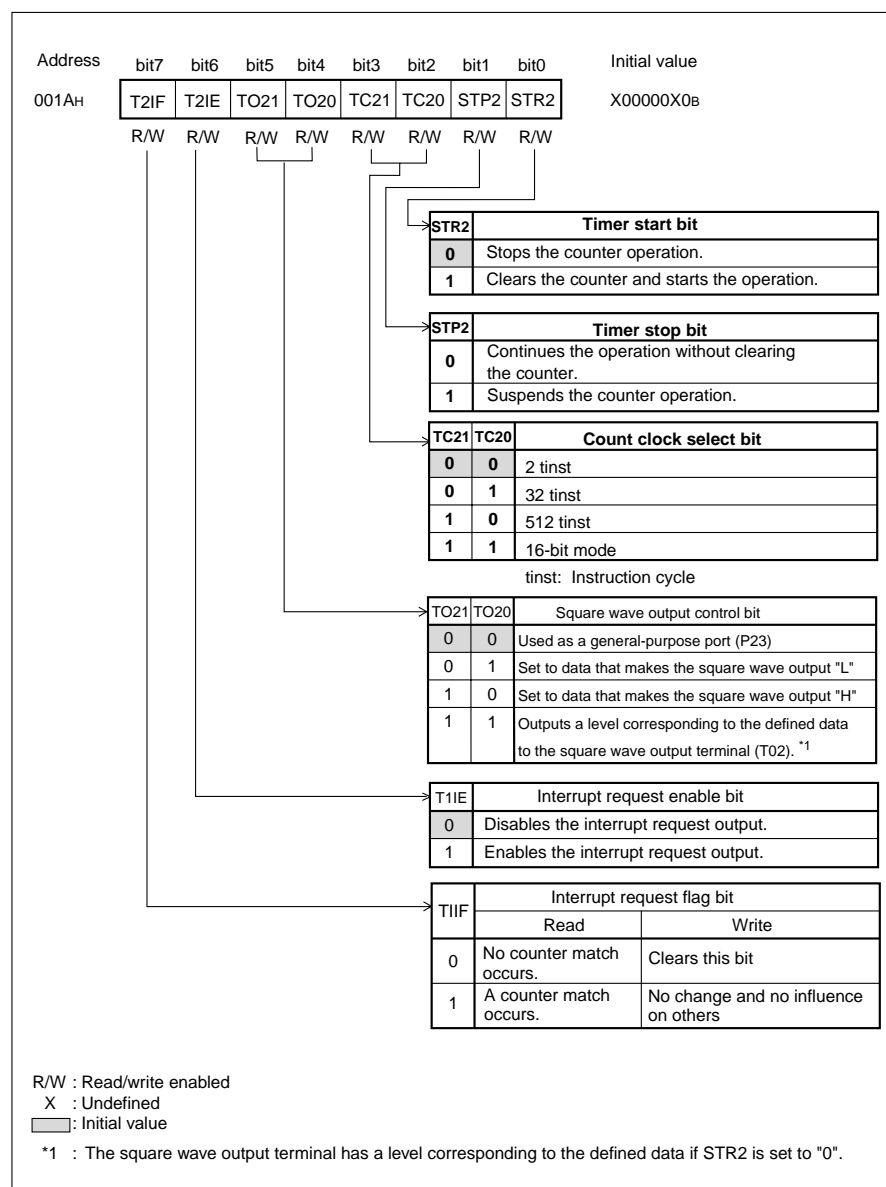 Address bit7 bit6 bit5 bit4 bit3 bit2 bit1 bit0 Initial value
001AH T2IF T2IE TO21 TO20 TC21 TC20 STP2 STR2 X00000X0B
R/W R/W R/W R/W R/W R/W R/W R/W
STR2 Timer start bit
0 Stops the counter operation.
1 Clears the counter and starts the operation.
STP2 Timer stop bit
0 Continues the operation without clearing
the counter.
1 Suspends the counter operation.
TC21 TC20 Count clock select bit
0 0 2 tinst
0 1 32 tinst
1 0 512 tinst
1 1 16-bit mode
tinst: Instruction cycle
TO21 TO20 Square wave output control bit
0 0 Used as a general-purpose port (P23)
0 1 Set to data that makes the square wave output "L"
1 0 Set to data that makes the square wave output "H"
1 1 Outputs a level corresponding to the defined data
to the square wave output terminal (T02). *1
T1IE Interrupt request enable bit
0 Disables the interrupt request output.
1 Enables the interrupt request output.
TIIF Interrupt request flag bit
Read Write
0 No counter match
occurs.
Clears this bit
1 A counter match
occurs.
No change and no influence
on others
R/W : Read/write enabled
X : Undefined
: Initial value
*1 : The square wave output terminal has a level corresponding to the defined data if STR2 is set to "0".